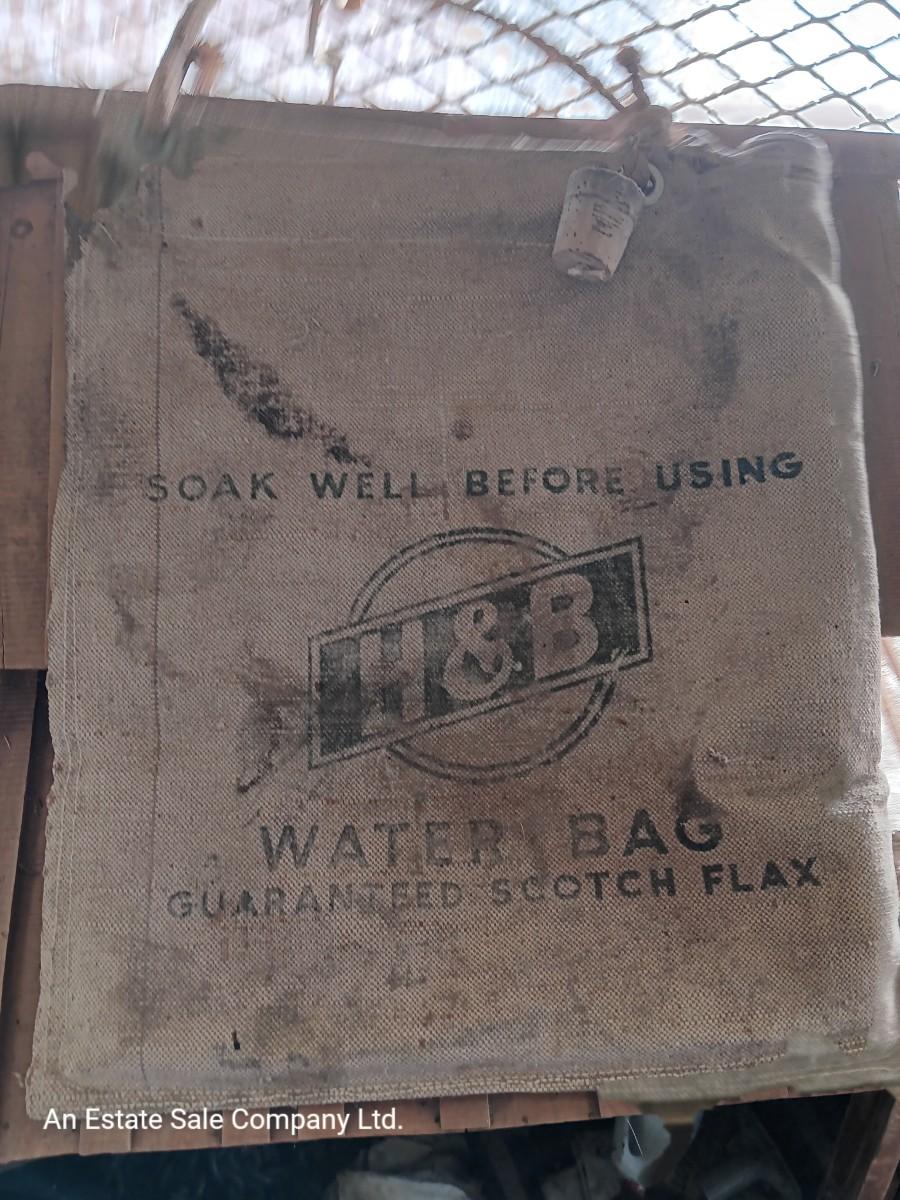 SOAK WELL BEFORE USING
H&B
WATER BAG
GUARANTEED SCOTCH FLAX
An Estate Sale Company Ltd.